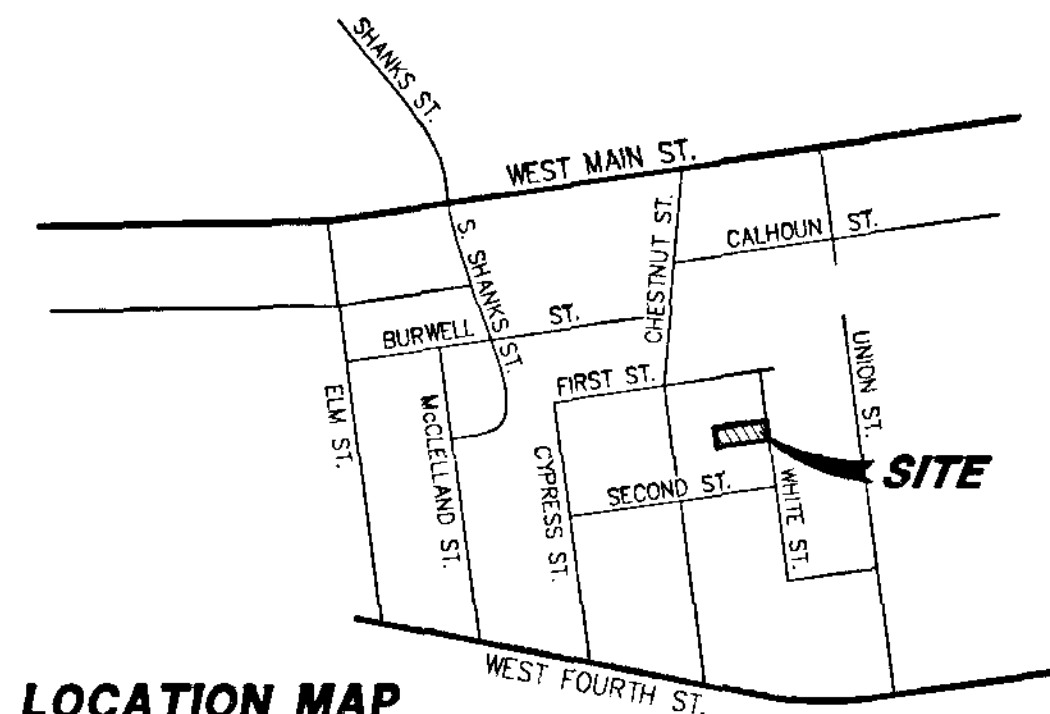 SHANKS ST.
WEST MAIN ST.
S. SHANKS ST.
CHESTNUT ST.
CALHOUN ST.
BURWELL ST.
ELM ST.
McCLELLAND ST.
FIRST ST.
UNION ST.
CYPRESS ST.
SECOND ST.
SITE
WHITE ST.
WEST FOURTH ST.
LOCATION MAP